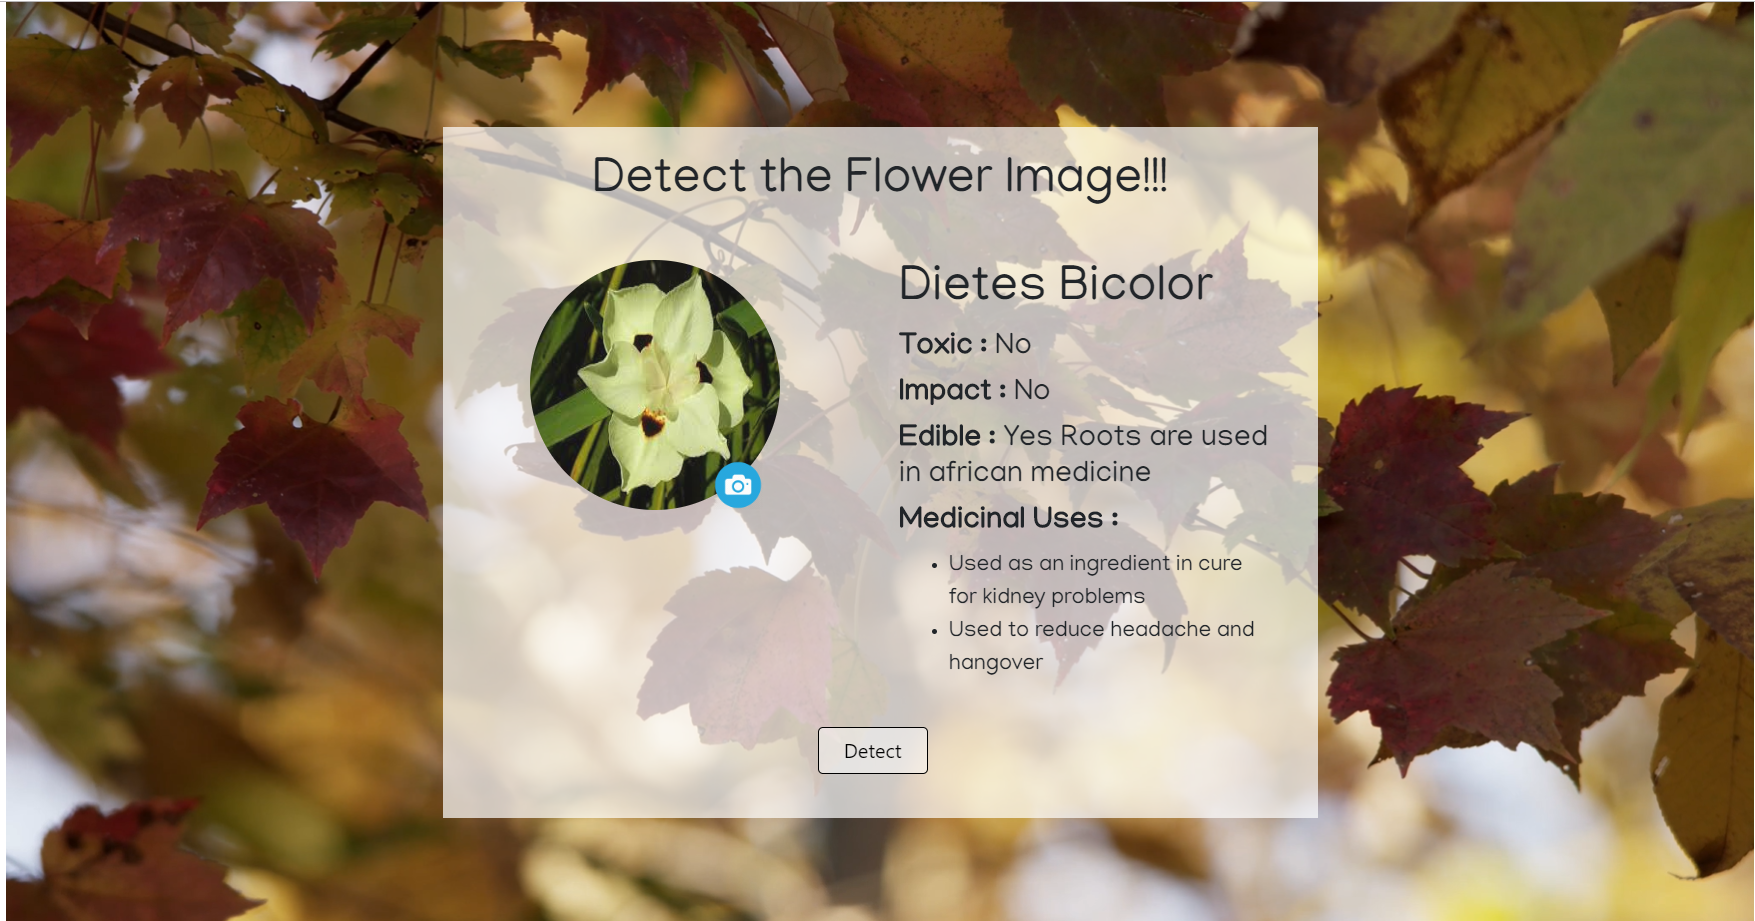 Detect the Flower Image!!!
Dietes Bicolor
Toxic : No
Impact : No
Edible : Yes Roots are used
in african medicine
Medicinal Uses :
• Used as an ingredient in cure
for kidney problems
• Used to reduce headache and
hangover
Detect